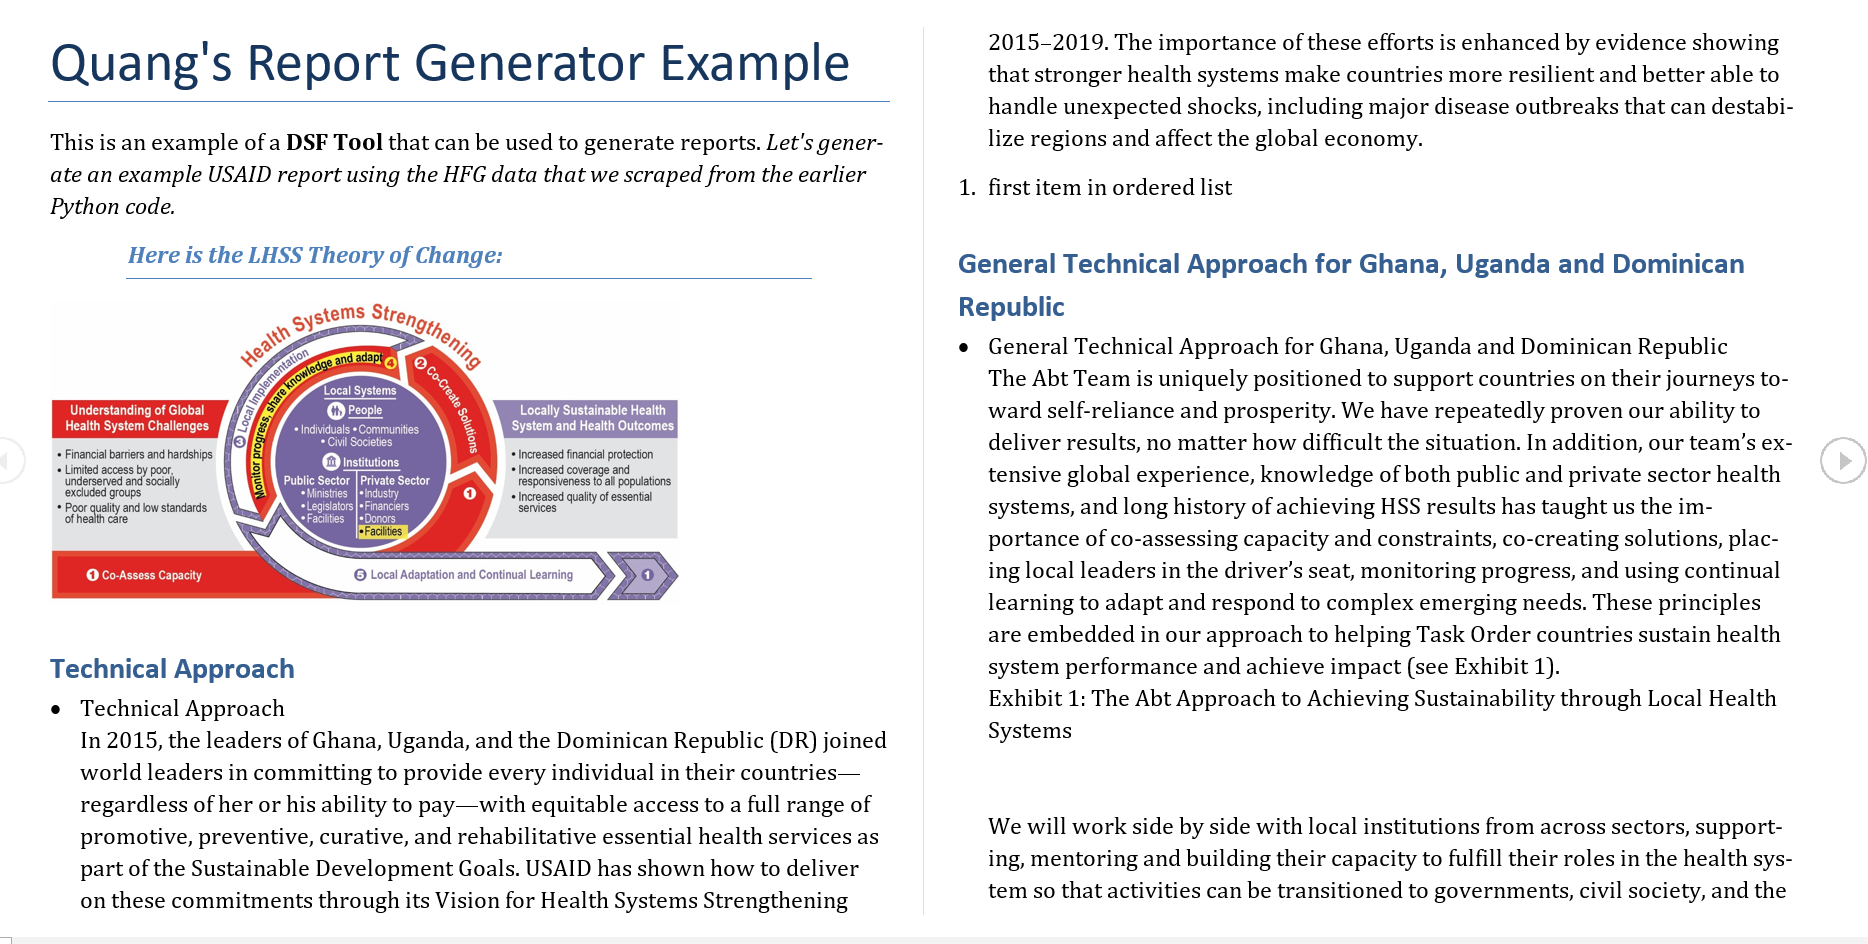 Quang's Report Generator Example
This is an example of a DSF Tool that can be used to generate reports. Let's gener-
ate an example USAID report using the HFG data that we scraped from the earlier
Python code.
Here is the LHSS Theory of Change:
Health Systems Strengthening
3 Local Implementation
Monitor progress, share knowledge and adapt 4
2 Co-Create Solutions
Understanding of Global
Health System Challenges
• Financial barriers and hardships
• Limited access by poor,
underserved and socially
excluded groups
• Poor quality and low standards
of health care
Local Systems
People
• Individuals • Communities
• Civil Societies
Institutions
Public Sector
• Ministries
• Legislators
• Facilities
Private Sector
• Industry
• Financiers
• Donors
• Facilities
1
Locally Sustainable Health
System and Health Outcomes
• Increased financial protection
• Increased coverage and
responsiveness to all populations
• Increased quality of essential
services
1 Co-Assess Capacity
5 Local Adaptation and Continual Learning
1
Technical Approach
• Technical Approach
In 2015, the leaders of Ghana, Uganda, and the Dominican Republic (DR) joined
world leaders in committing to provide every individual in their countries—
regardless of her or his ability to pay—with equitable access to a full range of
promotive, preventive, curative, and rehabilitative essential health services as
part of the Sustainable Development Goals. USAID has shown how to deliver
on these commitments through its Vision for Health Systems Strengthening
2015–2019. The importance of these efforts is enhanced by evidence showing
that stronger health systems make countries more resilient and better able to
handle unexpected shocks, including major disease outbreaks that can destabi-
lize regions and affect the global economy.
1. first item in ordered list
General Technical Approach for Ghana, Uganda and Dominican
Republic
• General Technical Approach for Ghana, Uganda and Dominican Republic
The Abt Team is uniquely positioned to support countries on their journeys to-
ward self-reliance and prosperity. We have repeatedly proven our ability to
deliver results, no matter how difficult the situation. In addition, our team's ex-
tensive global experience, knowledge of both public and private sector health
systems, and long history of achieving HSS results has taught us the im-
portance of co-assessing capacity and constraints, co-creating solutions, plac-
ing local leaders in the driver's seat, monitoring progress, and using continual
learning to adapt and respond to complex emerging needs. These principles
are embedded in our approach to helping Task Order countries sustain health
system performance and achieve impact (see Exhibit 1).
Exhibit 1: The Abt Approach to Achieving Sustainability through Local Health
Systems
We will work side by side with local institutions from across sectors, support-
ing, mentoring and building their capacity to fulfill their roles in the health sys-
tem so that activities can be transitioned to governments, civil society, and the